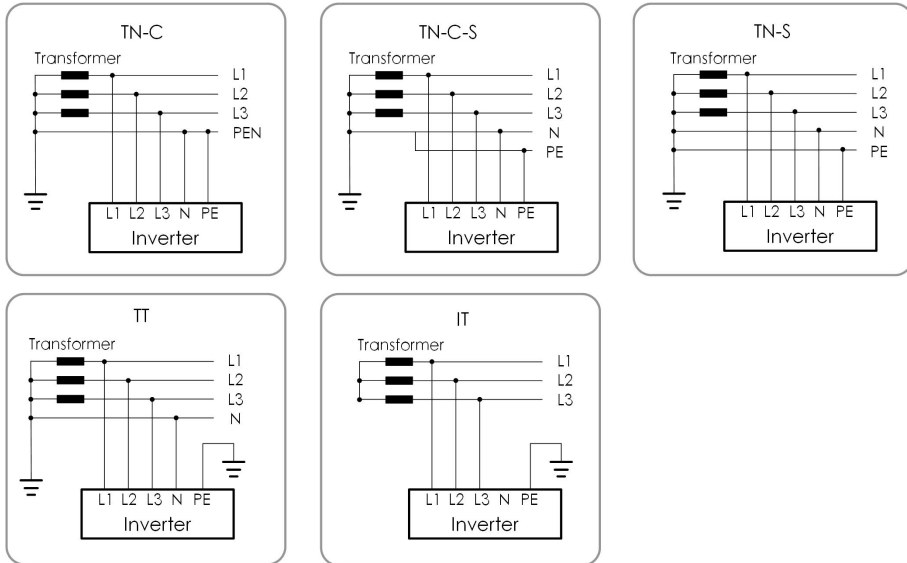 TN-C
Transformer
L1
L2
L3
PEN
L1 L2 L3 N PE
Inverter
TN-C-S
Transformer
L1
L2
L3
N
PE
L1 L2 L3 N PE
Inverter
TN-S
Transformer
L1
L2
L3
N
PE
L1 L2 L3 N PE
Inverter
TT
Transformer
L1
L2
L3
N
L1 L2 L3 N PE
Inverter
IT
Transformer
L1
L2
L3
L1 L2 L3 N PE
Inverter